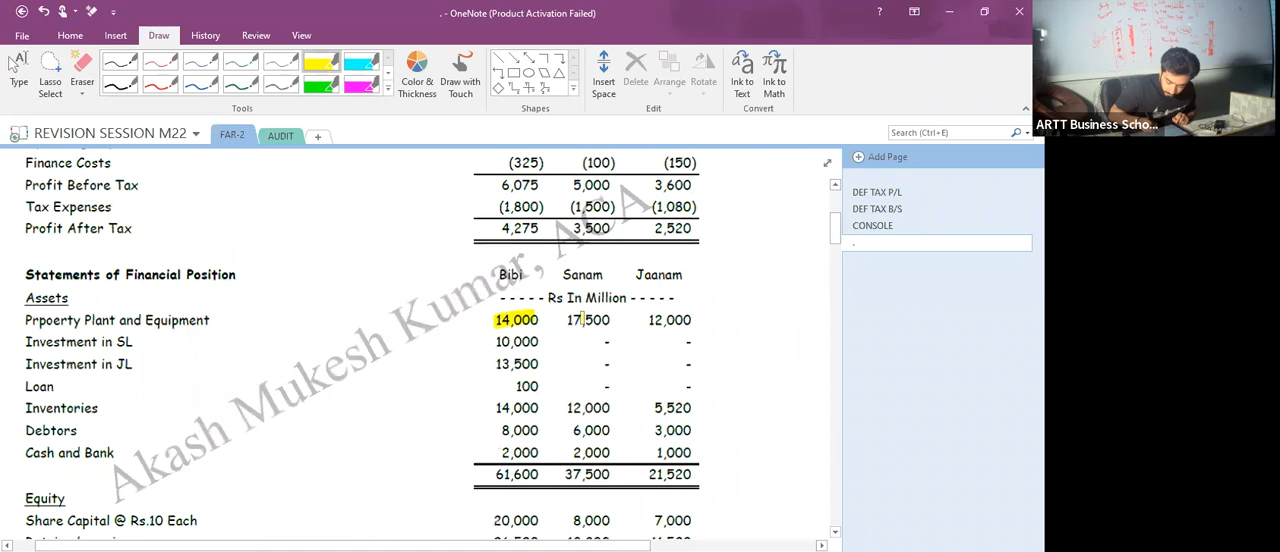 . - OneNote (Product Activation Failed)
File Home Insert Draw History Review View
Type Lasso Select Eraser Color & Thickness Draw with Touch Insert Space Delete Arrange Rotate Ink to Text Ink to Math
Tools Shapes Edit Convert
REVISION SESSION M22 FAR-2 AUDIT
Search (Ctrl+E)
ARTT Business Scho...
Add Page
DEF TAX P/L
DEF TAX B/S
CONSOLE
.
Finance Costs (325) (100) (150)
Profit Before Tax 6,075 5,000 3,600
Tax Expenses (1,800) (1,500) (1,080)
Profit After Tax 4,275 3,500 2,520
Statements of Financial Position Bibi Sanam Jaanam
Assets - - - - - Rs In Million - - - - -
Prpoerty Plant and Equipment 14,000 17,500 12,000
Investment in SL 10,000 - -
Investment in JL 13,500 - -
Loan 100 - -
Inventories 14,000 12,000 5,520
Debtors 8,000 6,000 3,000
Cash and Bank 2,000 2,000 1,000
61,600 37,500 21,520
Equity
Share Capital @ Rs.10 Each 20,000 8,000 7,000
Akash Mukesh Kumar, ACA